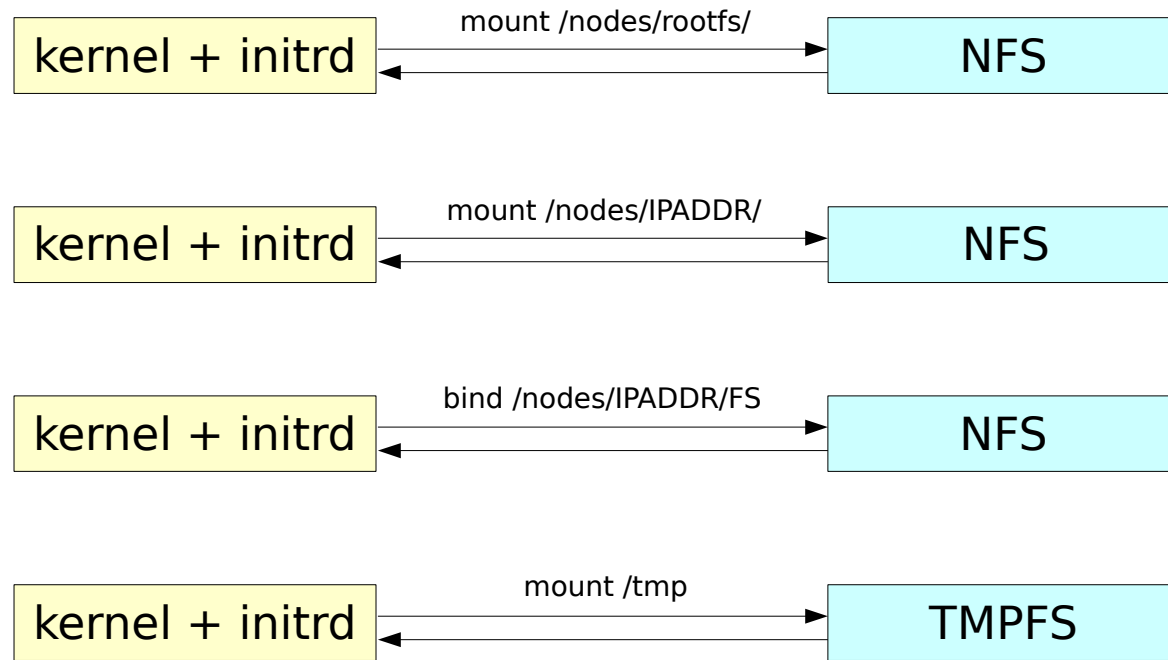 mount /nodes/rootfs/
kernel + initrd
NFS
mount /nodes/IPADDR/
kernel + initrd
NFS
bind /nodes/IPADDR/FS
kernel + initrd
NFS
mount /tmp
kernel + initrd
TMPFS